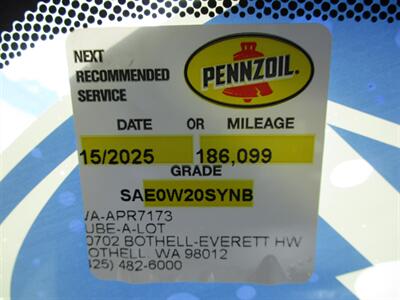 NEXT
RECOMMENDED
SERVICE
PENNZOIL.
DATE OR MILEAGE
15/2025 186,099
GRADE
SAE0W20SYNB
VA-APR7173
UBE-A-LOT
0702 BOTHELL-EVERETT HW
OTHELL, WA 98012
425) 482-6000